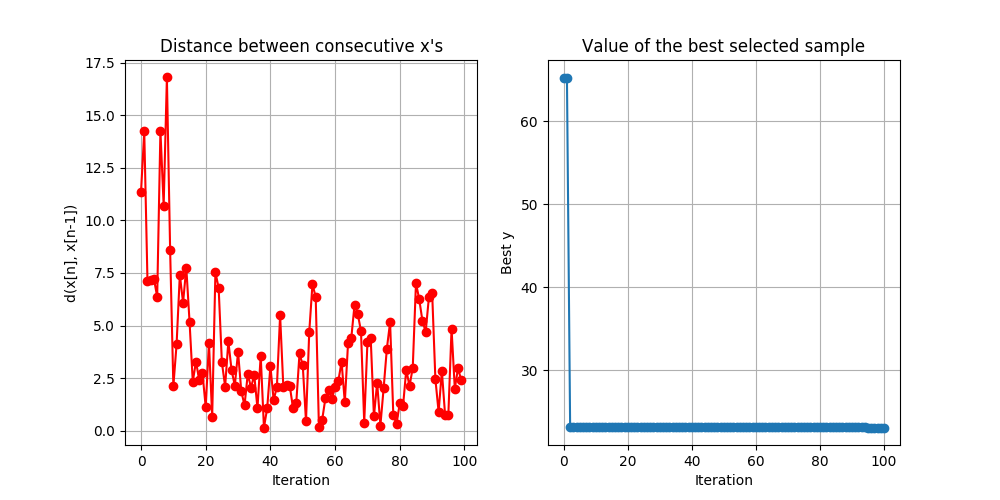 Distance between consecutive x's
17.5
15.0
12.5
10.0
7.5
5.0
2.5
0.0
d(x[n], x[n-1])
0 20 40 60 80 100
Iteration
Value of the best selected sample
60
50
40
30
Best y
0 20 40 60 80 100
Iteration